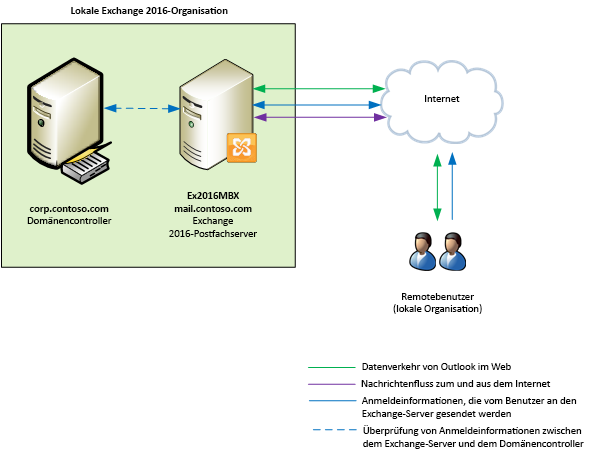 Lokale Exchange 2016-Organisation
Internet
corp.contoso.com
Domänencontroller
Ex2016MBX
mail.contoso.com
Exchange
2016-Postfachserver
Remotebenutzer
(lokale Organisation)
Datenverkehr von Outlook im Web
Nachrichtenfluss zum und aus dem Internet
Anmeldeinformationen, die vom Benutzer an den
Exchange-Server gesendet werden
Überprüfung von Anmeldeinformationen zwischen
dem Exchange-Server und dem Domänencontroller